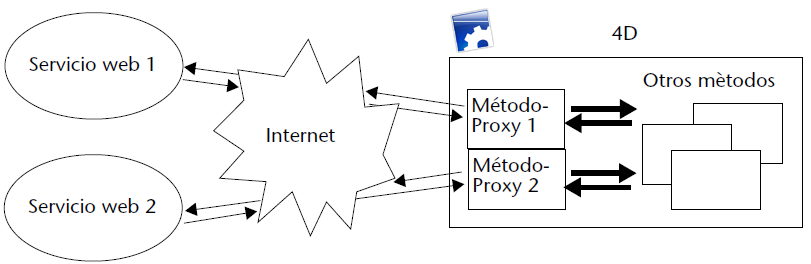 4D
Servicio web 1
Otros mètodos
Método-
Proxy 1
Internet
Método-
Proxy 2
Servicio web 2